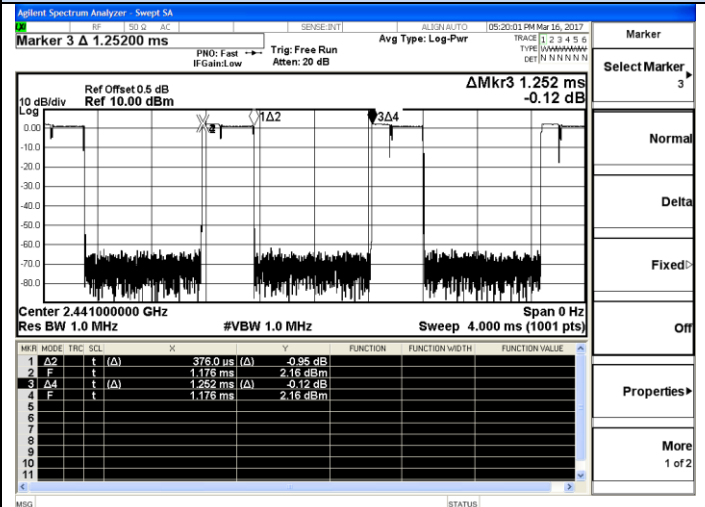 Agilent Spectrum Analyzer - Swept SA
RF 50 Ω AC SENSE:INT ALIGN AUTO 05:20:01 PM Mar 16, 2017
Marker 3 Δ 1.25200 ms
PNO: Fast Trig: Free Run
IFGain:Low Atten: 20 dB
Avg Type: Log-Pwr
TRACE 1 2 3 4 5 6
TYPE WWWWWW
DET N N N N N N
Ref Offset 0.5 dB
10 dB/div Ref 10.00 dBm
ΔMkr3 1.252 ms
-0.12 dB
Log
1Δ2
3Δ4
0.00
-10.0
-20.0
-30.0
-40.0
-50.0
-60.0
-70.0
-80.0
Center 2.441000000 GHz Span 0 Hz
Res BW 1.0 MHz #VBW 1.0 MHz Sweep 4.000 ms (1001 pts)
MKR MODE TRC SCL X Y FUNCTION FUNCTION WIDTH FUNCTION VALUE
1 Δ2 t (Δ) 376.0 µs (Δ) -0.95 dB
2 F t 1.176 ms 2.16 dBm
3 Δ4 t (Δ) 1.252 ms (Δ) -0.12 dB
4 F t 1.176 ms 2.16 dBm
5
6
7
8
9
10
11
MSG STATUS
Marker
Select Marker
3
Normal
Delta
Fixed
Off
Properties
More
1 of 2